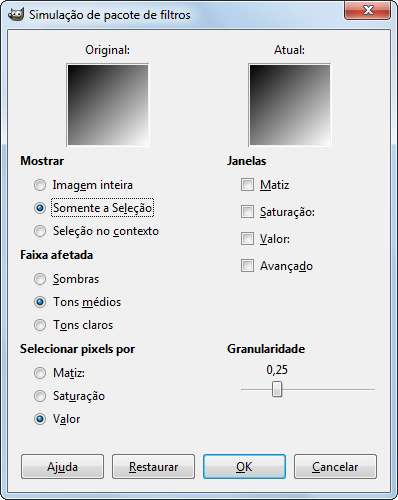 Simulação de pacote de filtros
Original:
Atual:
Mostrar
Imagem inteira
Somente a Seleção
Seleção no contexto
Janelas
Matiz
Saturação:
Valor:
Avançado
Faixa afetada
Sombras
Tons médios
Tons claros
Selecionar pixels por
Matiz:
Saturação
Valor
Granularidade
0,25
Ajuda
Restaurar
OK
Cancelar